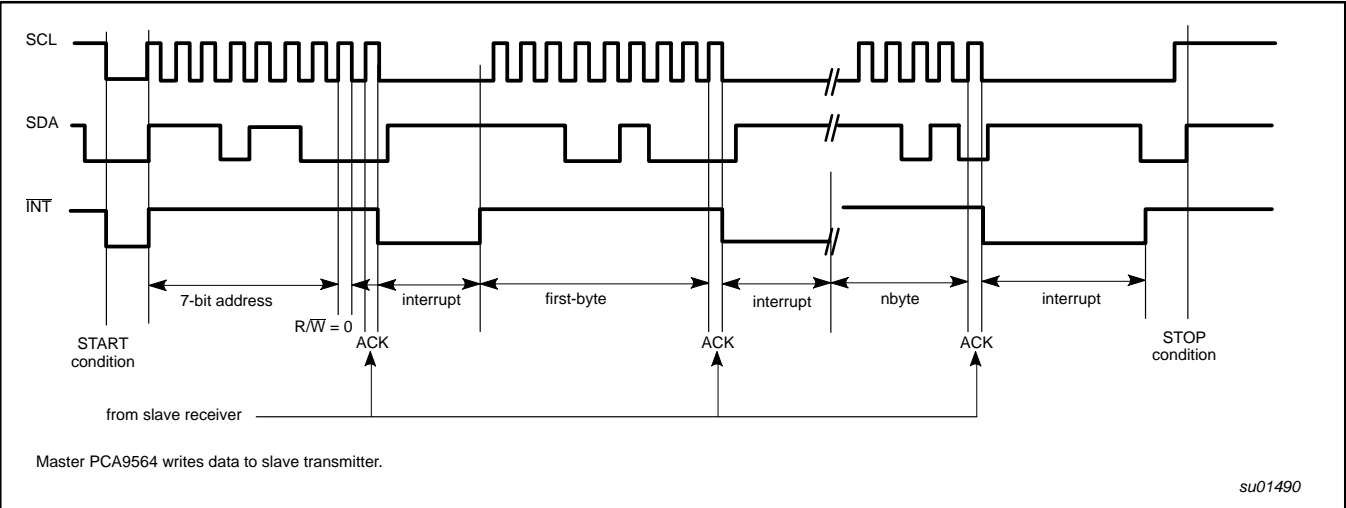 SCL
SDA
INT
7-bit address
interrupt
first-byte
interrupt
nbyte
interrupt
R/W = 0
START
condition
ACK
ACK
ACK
STOP
condition
from slave receiver
Master PCA9564 writes data to slave transmitter.
su01490